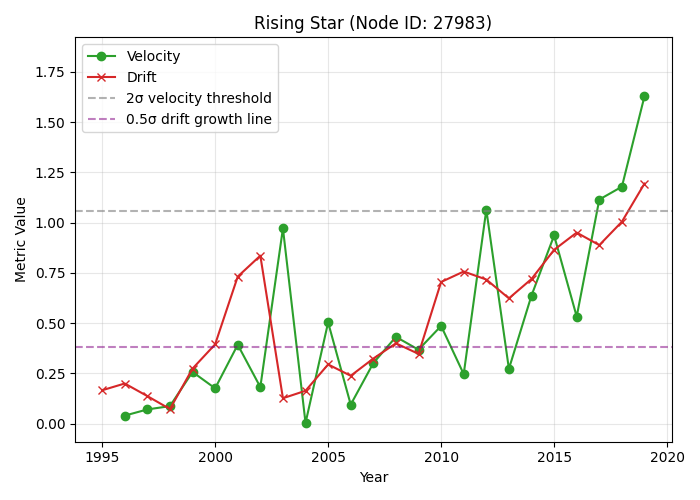 Rising Star (Node ID: 27983)
Velocity
Drift
2σ velocity threshold
0.5σ drift growth line
Metric Value
1.75
1.50
1.25
1.00
0.75
0.50
0.25
0.00
1995 2000 2005 2010 2015 2020
Year